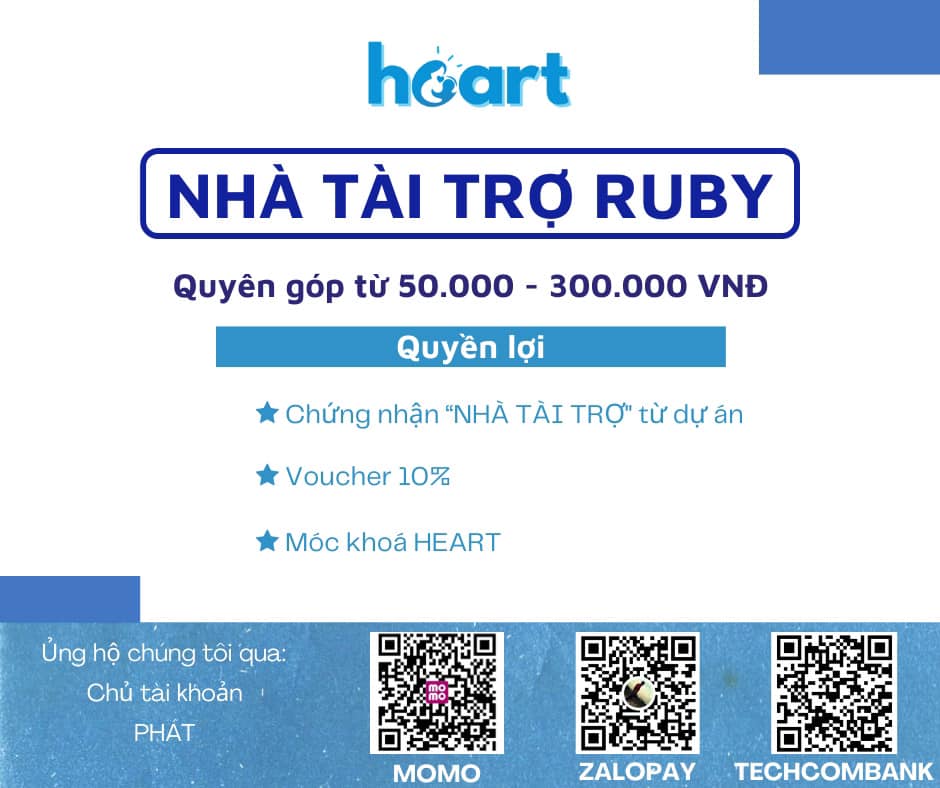 heart
NHÀ TÀI TRỢ RUBY
Quyên góp từ 50.000 - 300.000 VNĐ
Quyền lợi
Chứng nhận “NHÀ TÀI TRỢ" từ dự án
Voucher 10%
Móc khoá HEART
Ủng hộ chúng tôi qua:
Chủ tài khoản
PHÁT
mo
mo
MOMO
ZALOPAY
TECHCOMBANK